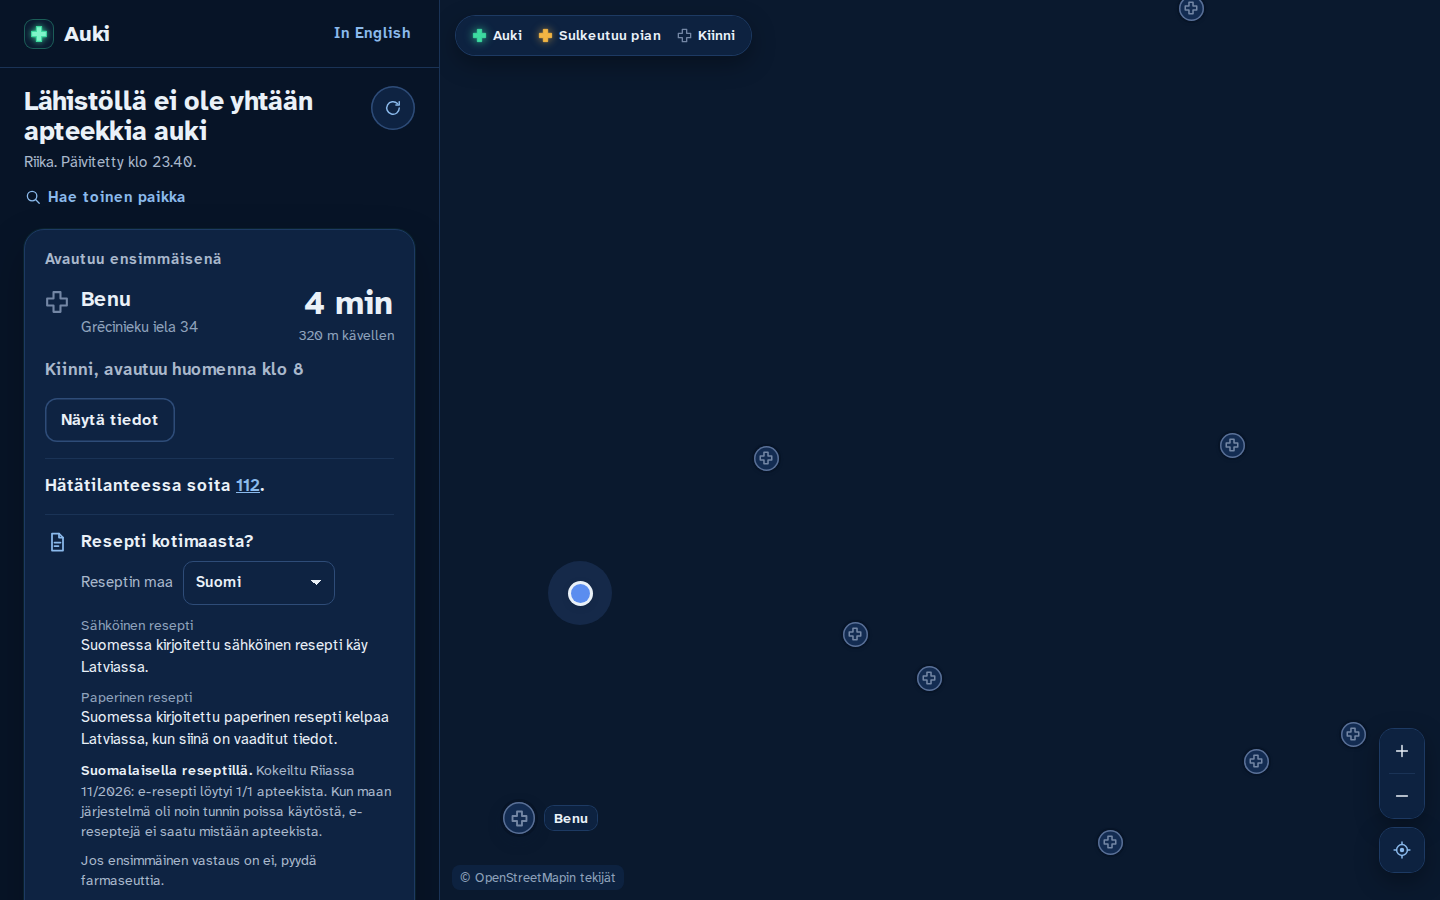 Auki
In English
Lähistöllä ei ole yhtään
apteekkia auki
Riika. Päivitetty klo 23.40.
Hae toinen paikka
Avautuu ensimmäisenä
Benu
4 min
Grēcinieku iela 34
320 m kävellen
Kiinni, avautuu huomenna klo 8
Näytä tiedot
Hätätilanteessa soita 112.
Resepti kotimaasta?
Reseptin maa
Suomi
Sähköinen resepti
Suomessa kirjoitettu sähköinen resepti käy
Latviassa.
Paperinen resepti
Suomessa kirjoitettu paperinen resepti kelpaa
Latviassa, kun siinä on vaaditut tiedot.
Suomalaisella reseptillä. Kokeiltu Riiassa
11/2026: e-resepti löytyi 1/1 apteekista. Kun maan
järjestelmä oli noin tunnin poissa käytöstä, e-
reseptejä ei saatu mistään apteekista.
Jos ensimmäinen vastaus on ei, pyydä
farmaseuttia.
Auki
Sulkeutuu pian
Kiinni
Benu
© OpenStreetMapin tekijät